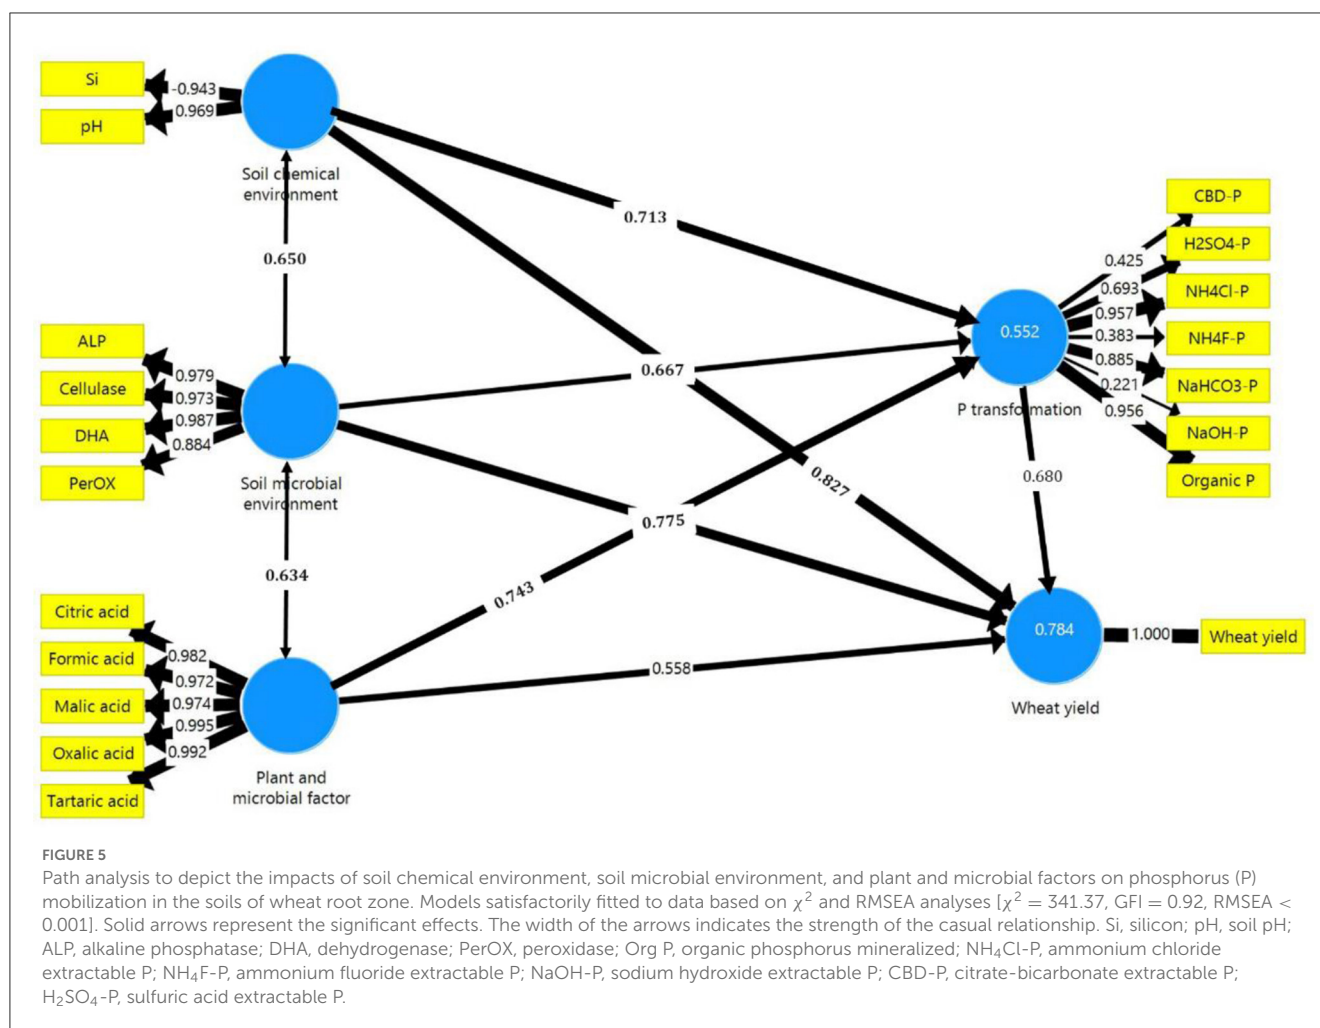 Si
-0.943
0.969
pH
Soil chemical
environment
0.713
CBD-P
H2SO4-P
NH4Cl-P
NH4F-P
NaHCO3-P
NaOH-P
Organic P
0.425
0.693
0.957
0.383
0.885
0.221
0.956
0.552
P transformation
0.650
ALP
Cellulase
DHA
PerOX
0.979
0.973
0.987
0.884
Soil microbial
environment
0.667
0.827
0.775
0.680
0.634
0.743
Citric acid
Formic acid
Malic acid
Oxalic acid
Tartaric acid
0.982
0.972
0.974
0.995
0.992
Plant and
microbial factor
0.558
0.784
1.000
Wheat yield
Wheat yield
FIGURE 5
Path analysis to depict the impacts of soil chemical environment, soil microbial environment, and plant and microbial factors on phosphorus (P)
mobilization in the soils of wheat root zone. Models satisfactorily fitted to data based on χ² and RMSEA analyses [χ² = 341.37, GFI = 0.92, RMSEA <
0.001]. Solid arrows represent the significant effects. The width of the arrows indicates the strength of the casual relationship. Si, silicon; pH, soil pH;
ALP, alkaline phosphatase; DHA, dehydrogenase; PerOX, peroxidase; Org P, organic phosphorus mineralized; NH₄Cl-P, ammonium chloride
extractable P; NH₄F-P, ammonium fluoride extractable P; NaOH-P, sodium hydroxide extractable P; CBD-P, citrate-bicarbonate extractable P;
H₂SO₄-P, sulfuric acid extractable P.